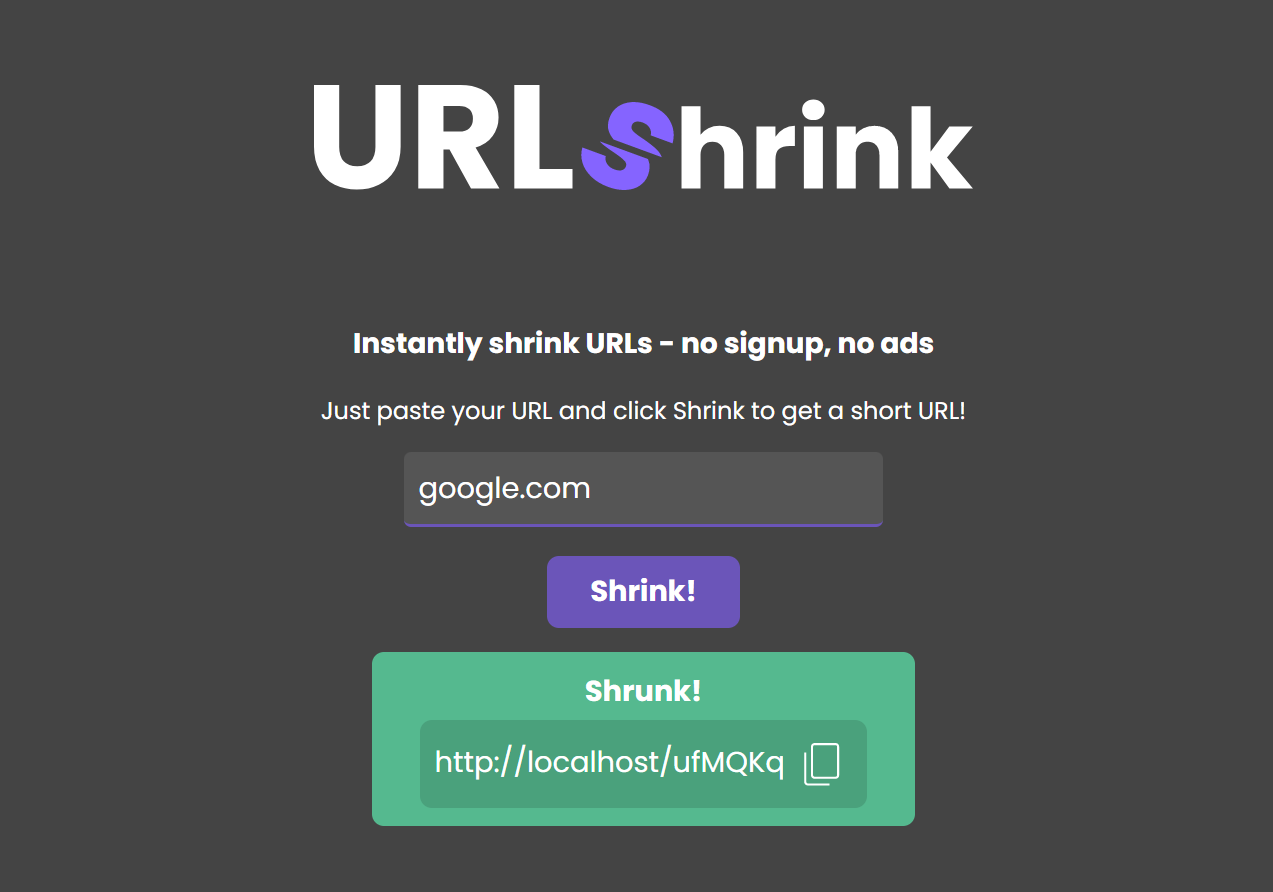 URLShrink
Instantly shrink URLs - no signup, no ads
Just paste your URL and click Shrink to get a short URL!
google.com
Shrink!
Shrunk!
http://localhost/ufMQKq